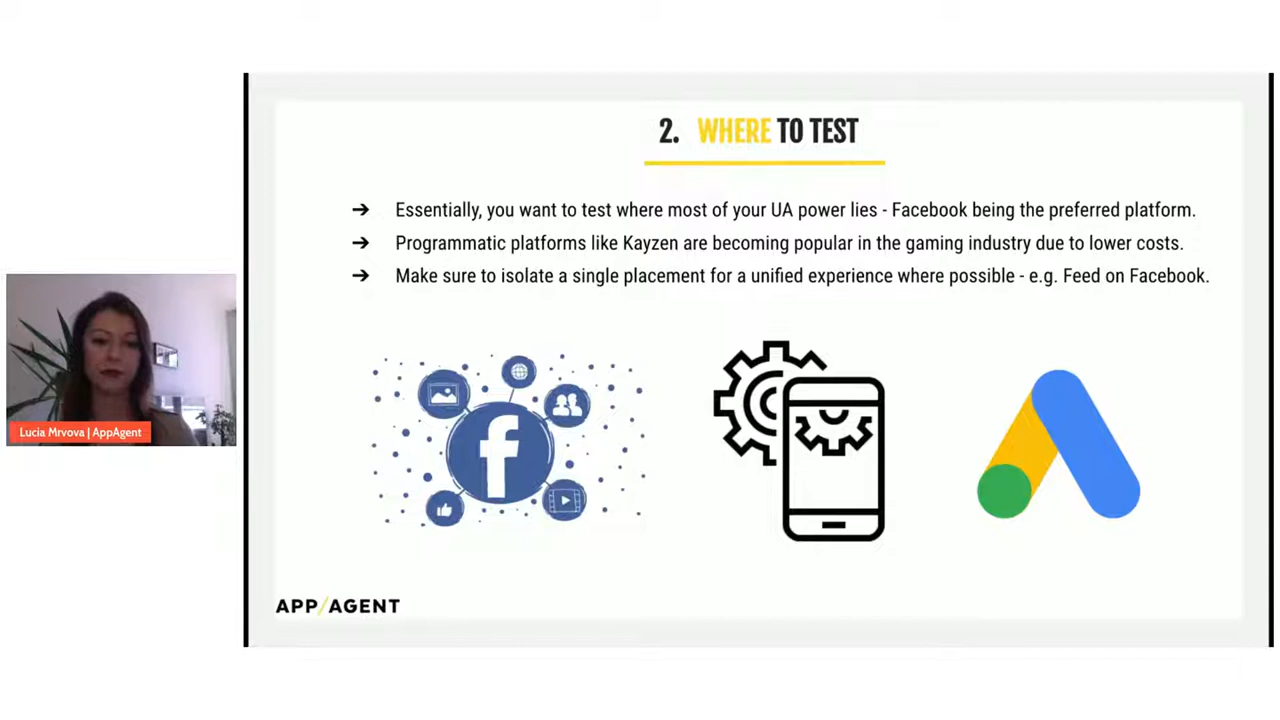 2. WHERE TO TEST
➔ Essentially, you want to test where most of your UA power lies - Facebook being the preferred platform.
➔ Programmatic platforms like Kayzen are becoming popular in the gaming industry due to lower costs.
➔ Make sure to isolate a single placement for a unified experience where possible - e.g. Feed on Facebook.
Lucia Mrvova | AppAgent
f
APP/AGENT